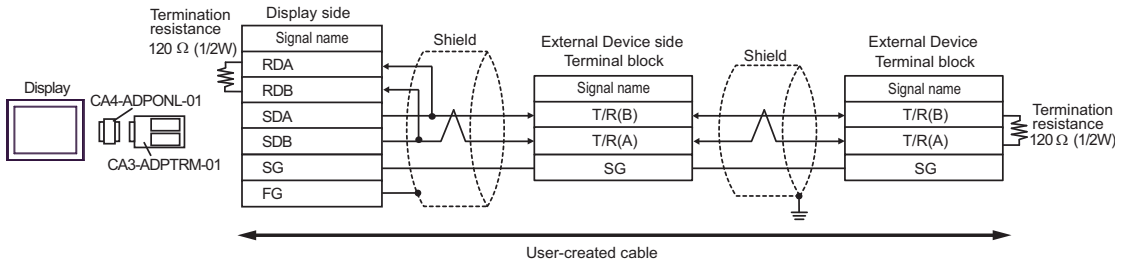 Termination
resistance
120 Ω (1/2W)
Display side
Signal name
RDA
RDB
SDA
SDB
SG
FG
Display
CA4-ADPONL-01
CA3-ADPTRM-01
Shield
External Device side
Terminal block
Signal name
T/R(B)
T/R(A)
SG
Shield
External Device
Terminal block
Signal name
T/R(B)
T/R(A)
SG
Termination
resistance
120 Ω (1/2W)
User-created cable